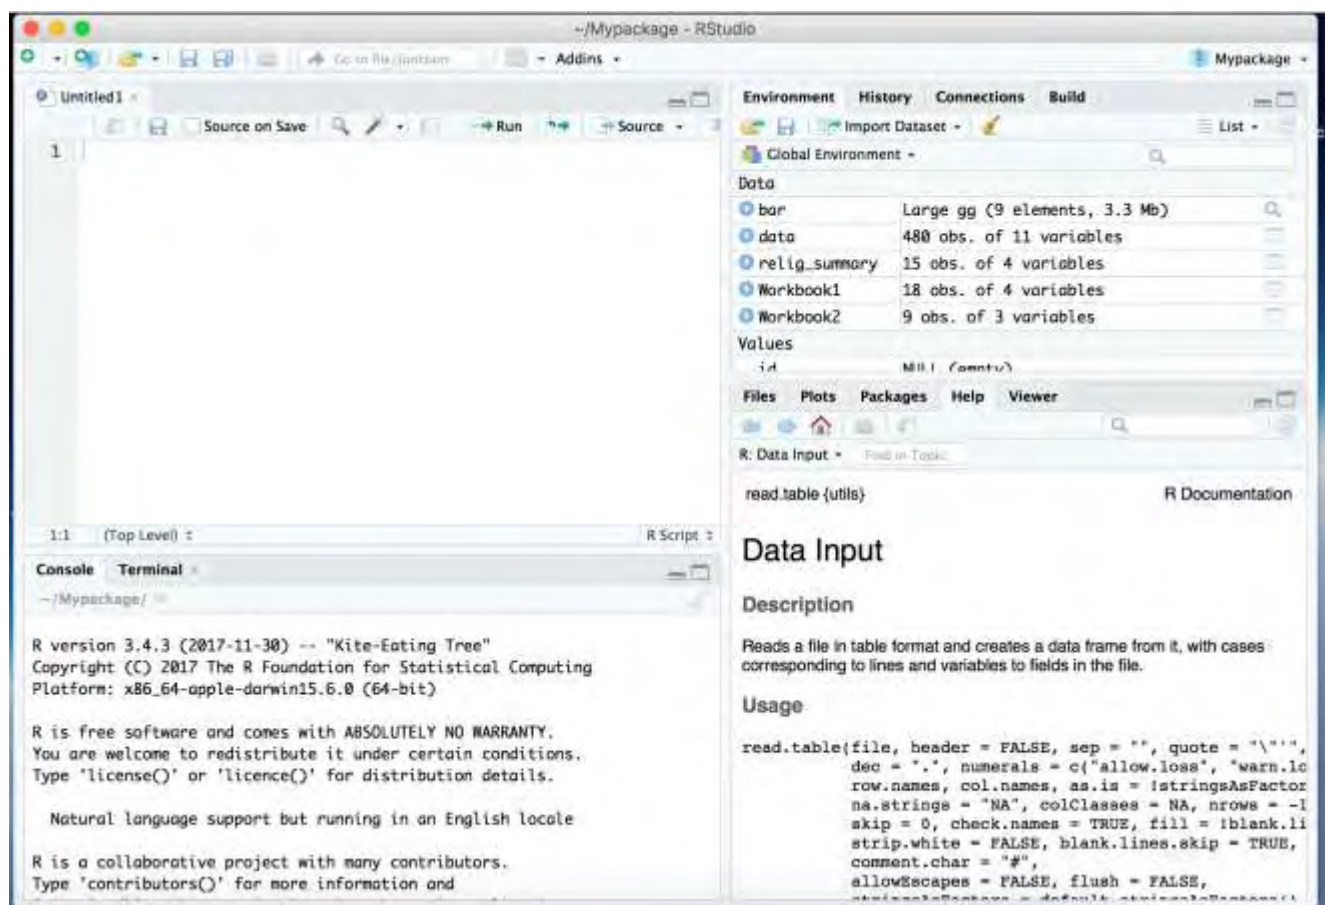 ~/Mypackage - RStudio
Go to file/function
Addins
Mypackage
Untitled1
Source on Save
Run
Source
1
1:1 (Top Level)
R Script
Console Terminal
~/Mypackage/
R version 3.4.3 (2017-11-30) -- "Kite-Eating Tree"
Copyright (C) 2017 The R Foundation for Statistical Computing
Platform: x86_64-apple-darwin15.6.0 (64-bit)
R is free software and comes with ABSOLUTELY NO WARRANTY.
You are welcome to redistribute it under certain conditions.
Type 'license()' or 'licence()' for distribution details.
Natural language support but running in an English locale
R is a collaborative project with many contributors.
Type 'contributors()' for more information and
Environment History Connections Build
Import Dataset
List
Global Environment
Data
bar Large gg (9 elements, 3.3 Mb)
data 480 obs. of 11 variables
relig_summary 15 obs. of 4 variables
Workbook1 18 obs. of 4 variables
Workbook2 9 obs. of 3 variables
Values
id NULL (empty)
Files Plots Packages Help Viewer
R: Data Input Find in Topic
read.table {utils} R Documentation
Data Input
Description
Reads a file in table format and creates a data frame from it, with cases
corresponding to lines and variables to fields in the file.
Usage
read.table(file, header = FALSE, sep = "", quote = "\"'",
dec = ".", numerals = c("allow.loss", "warn.lo
row.names, col.names, as.is = !stringsAsFactor
na.strings = "NA", colClasses = NA, nrows = -1
skip = 0, check.names = TRUE, fill = !blank.li
strip.white = FALSE, blank.lines.skip = TRUE,
comment.char = "#",
allowEscapes = FALSE, flush = FALSE,